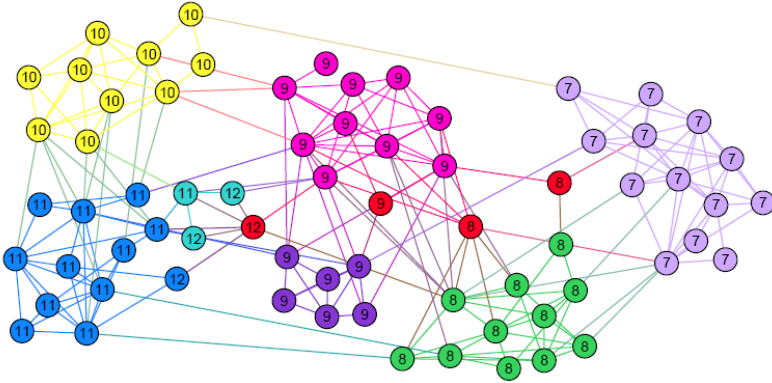 10
10
10
10 9
10 10 9
10 9 9 7 7
10 9 7
10 9 9 7
10 9 9 7 7
9 9 7
9 8 7 7
11 11 12 9 7 7
11 11
11 12 8
12 8 7
11 11 9 7
11 9 7
12 9 8
11 9 8 8
11 9 9 8
11 11 8
8 8 8
8 8